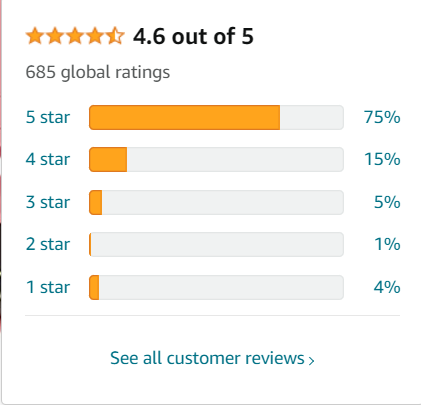 4.6 out of 5
685 global ratings
5 star 75%
4 star 15%
3 star 5%
2 star 1%
1 star 4%
See all customer reviews ›